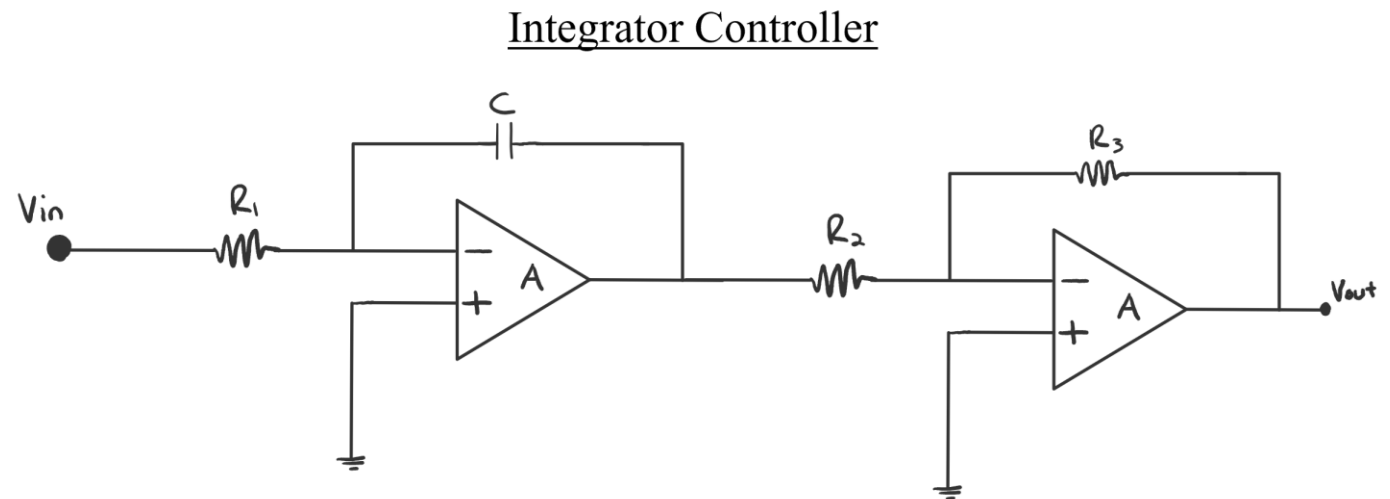 Integrator Controller
C
R₃
Vin
R₁
R₂
−
A
+
−
A
+
Vout